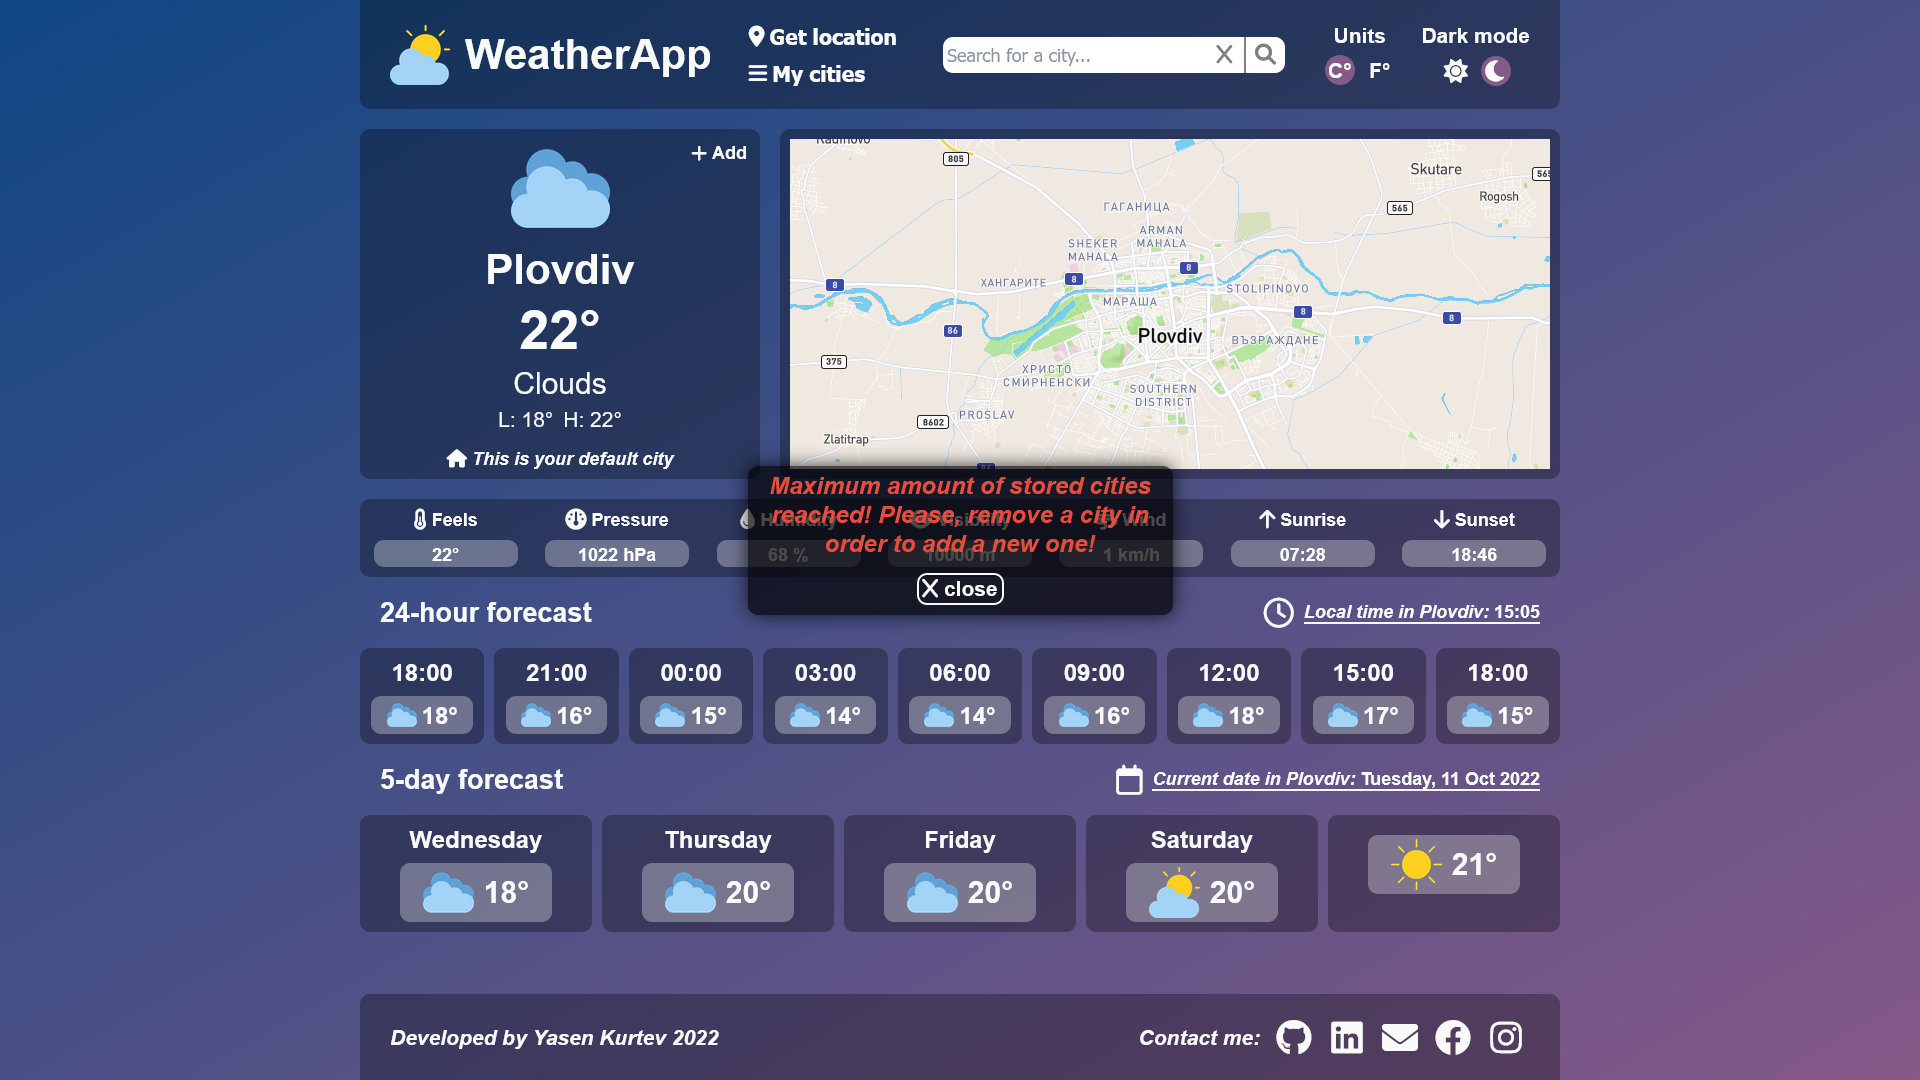 WeatherApp
Get location
My cities
Search for a city...
Units
C° F°
Dark mode
+ Add
Plovdiv
22°
Clouds
L: 18° H: 22°
This is your default city
Radinovo
805
Skutare
565
Rogosh
565
ГАГАНИЦА
ARMAN
MAHALA
SHEKER
MAHALA
8
8
ХАНГАРИТЕ
8
STOLIPINOVO
МАРАША
8
8
86
Plovdiv
ВЪЗРАЖДАНЕ
375
ХРИСТО
СМИРНЕНСКИ
SOUTHERN
DISTRICT
PROSLAV
8602
Zlatitrap
86
Maximum amount of stored cities
reached! Please, remove a city in
order to add a new one!
X close
Feels
22°
Pressure
1022 hPa
Humidity
68 %
Visibility
10000 m
Wind
1 km/h
Sunrise
07:28
Sunset
18:46
24-hour forecast
Local time in Plovdiv: 15:05
18:00 21:00 00:00 03:00 06:00 09:00 12:00 15:00 18:00
18° 16° 15° 14° 14° 16° 18° 17° 15°
5-day forecast
Current date in Plovdiv: Tuesday, 11 Oct 2022
Wednesday Thursday Friday Saturday
18° 20° 20° 20° 21°
Developed by Yasen Kurtev 2022
Contact me: